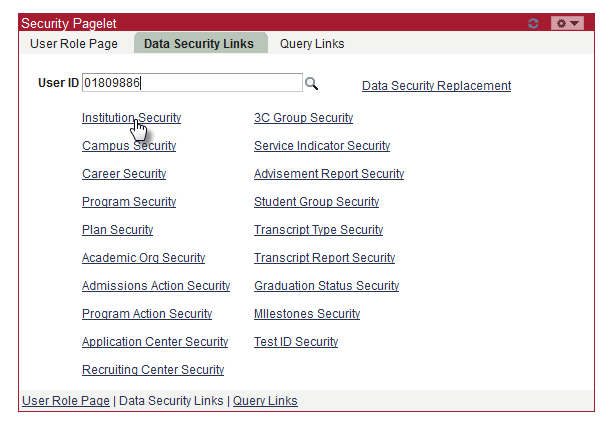 Security Pagelet
User Role Page Data Security Links Query Links
User ID 01809886 Data Security Replacement
Institution Security 3C Group Security
Campus Security Service Indicator Security
Career Security Advisement Report Security
Program Security Student Group Security
Plan Security Transcript Type Security
Academic Org Security Transcript Report Security
Admissions Action Security Graduation Status Security
Program Action Security MIlestones Security
Application Center Security Test ID Security
Recruiting Center Security
User Role Page | Data Security Links | Query Links